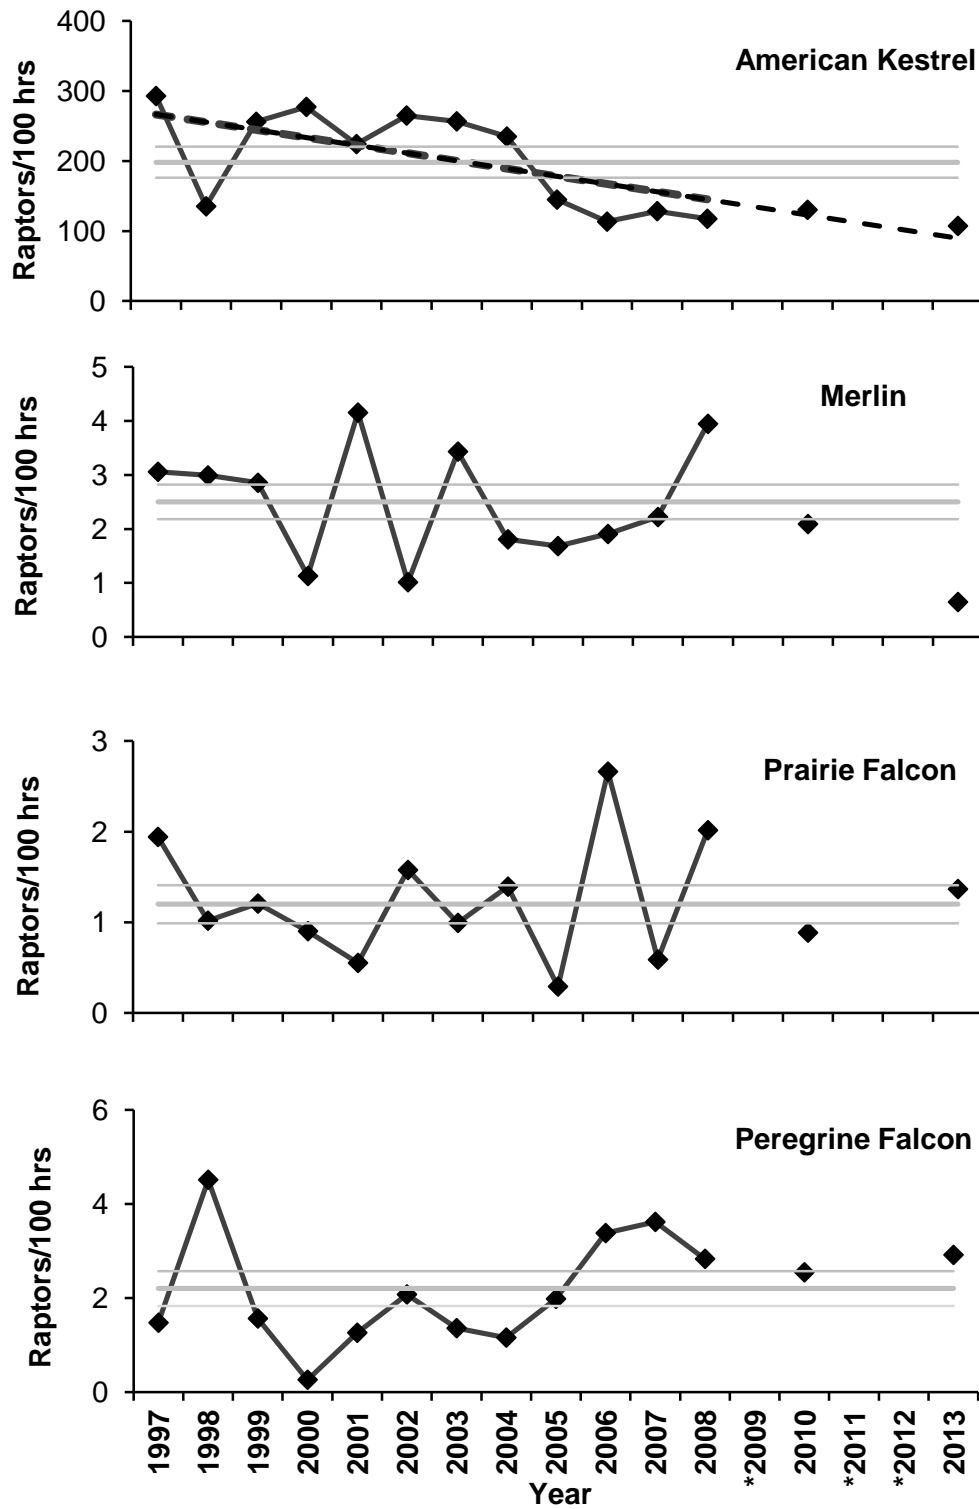 American Kestrel
Raptors/100 hrs
400
300
200
100
0
Merlin
Raptors/100 hrs
5
4
3
2
1
0
Prairie Falcon
Raptors/100 hrs
3
2
1
0
Peregrine Falcon
Raptors/100 hrs
6
4
2
0
1997 1998 1999 2000 2001 2002 2003 2004 2005 2006 2007 2008 *2009 2010 *2011 *2012 2013
Year